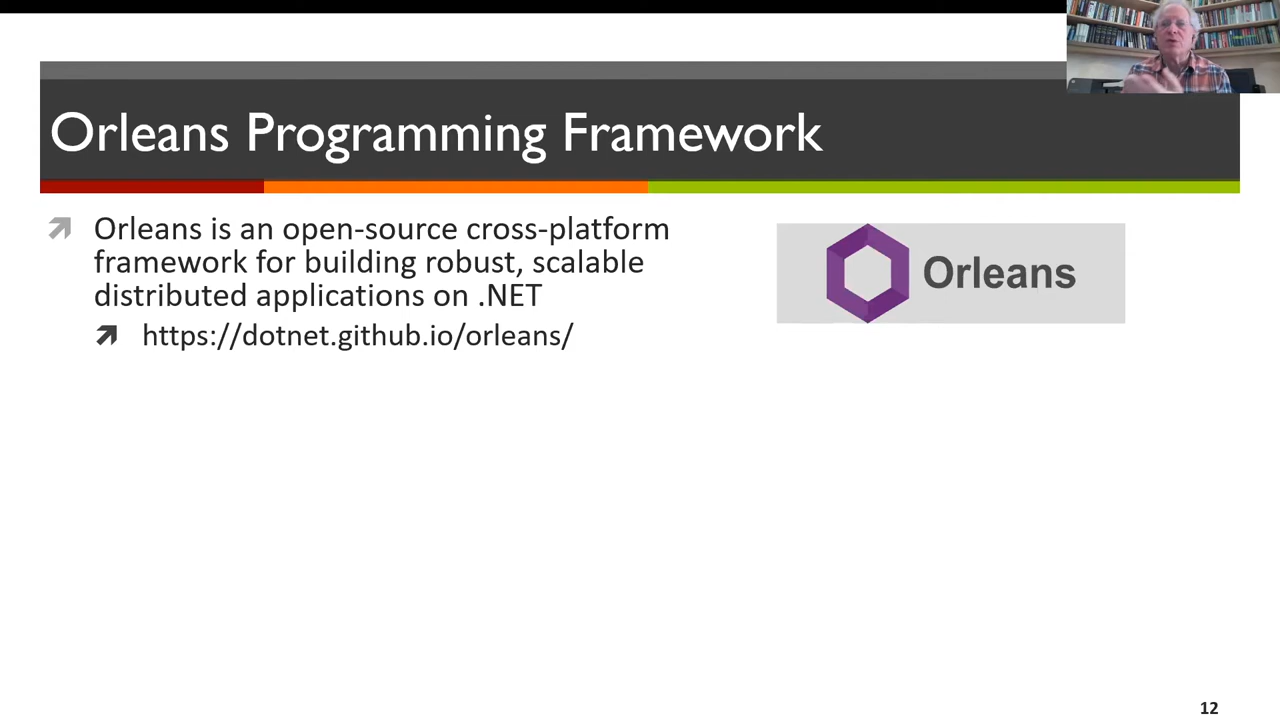 Orleans Programming Framework
Orleans is an open-source cross-platform
framework for building robust, scalable
distributed applications on .NET
https://dotnet.github.io/orleans/
Orleans
12